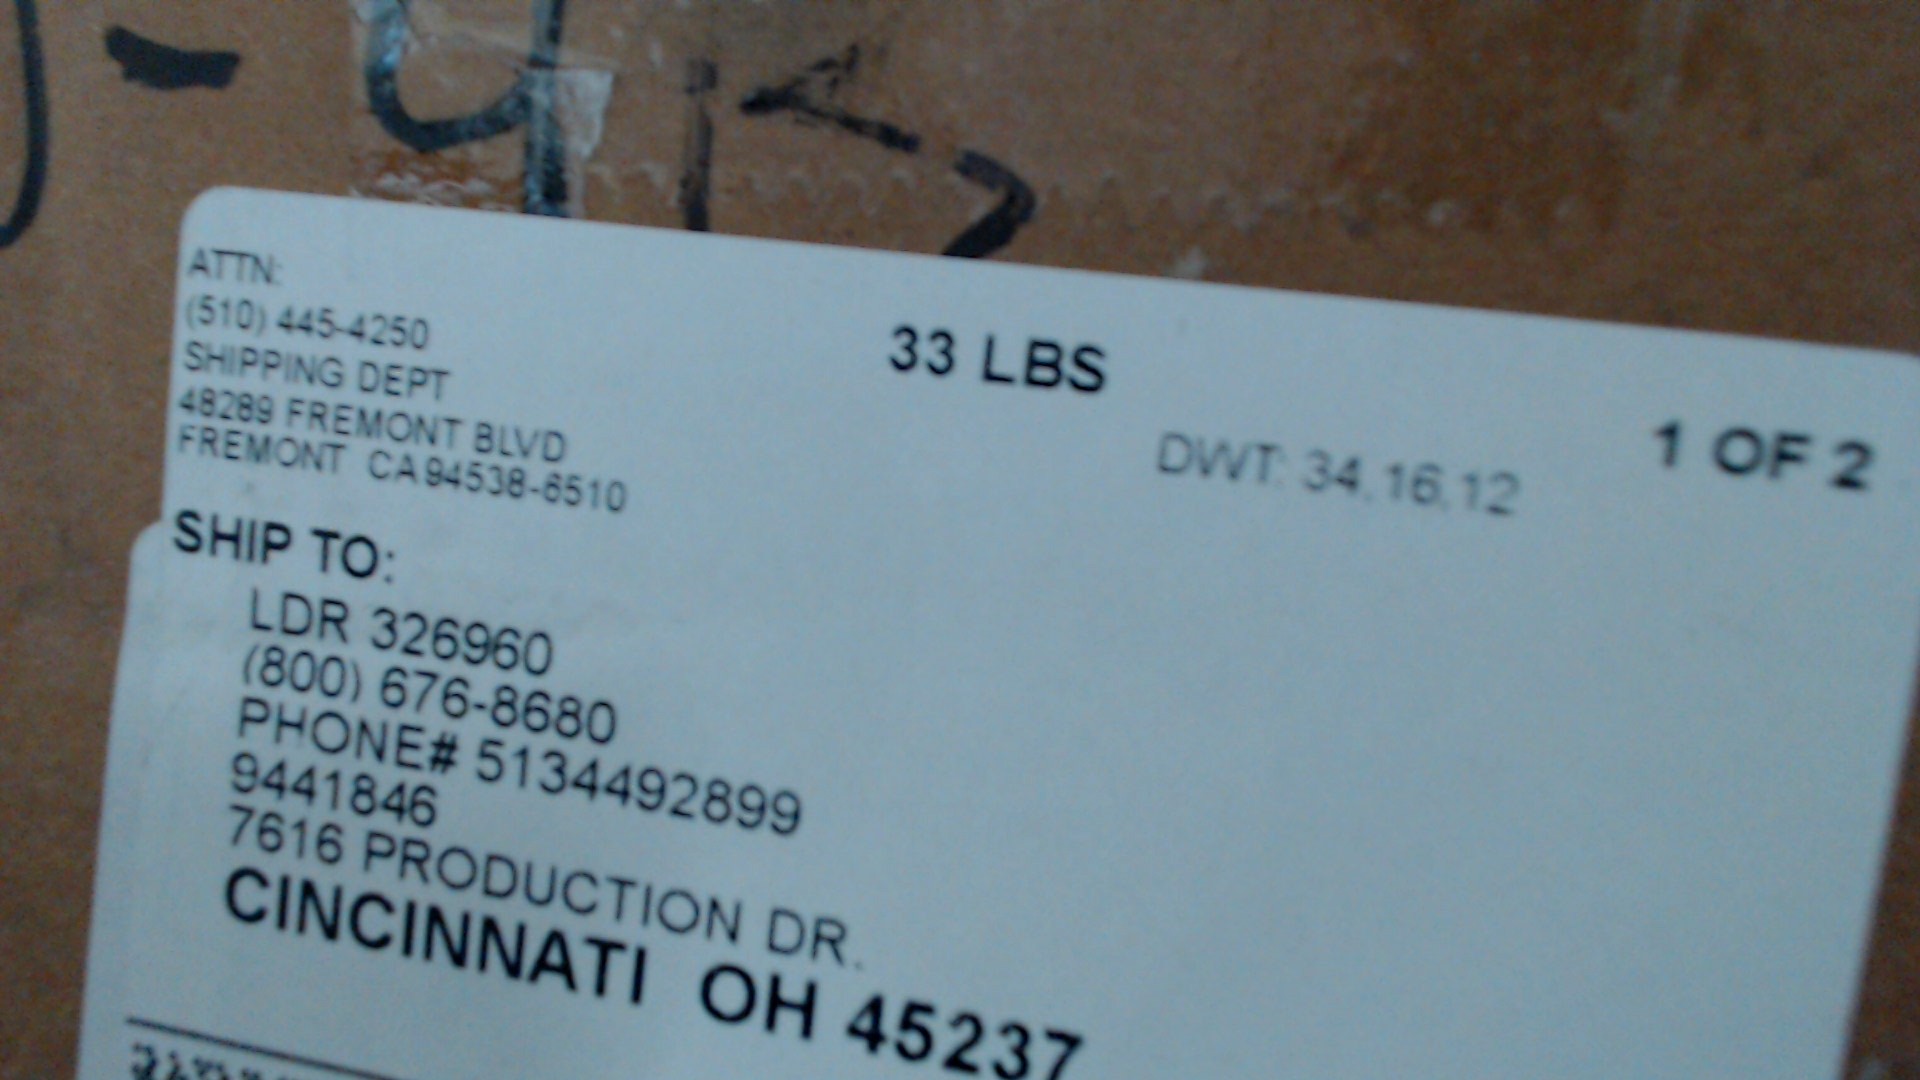 ATTN:
(510) 445-4250
SHIPPING DEPT
48289 FREMONT BLVD
FREMONT CA 94538-6510
33 LBS
1 OF 2
DWT: 34,16,12
SHIP TO:
LDR 326960
(800) 676-8680
PHONE# 5134492899
9441846
7616 PRODUCTION DR.
CINCINNATI OH 45237